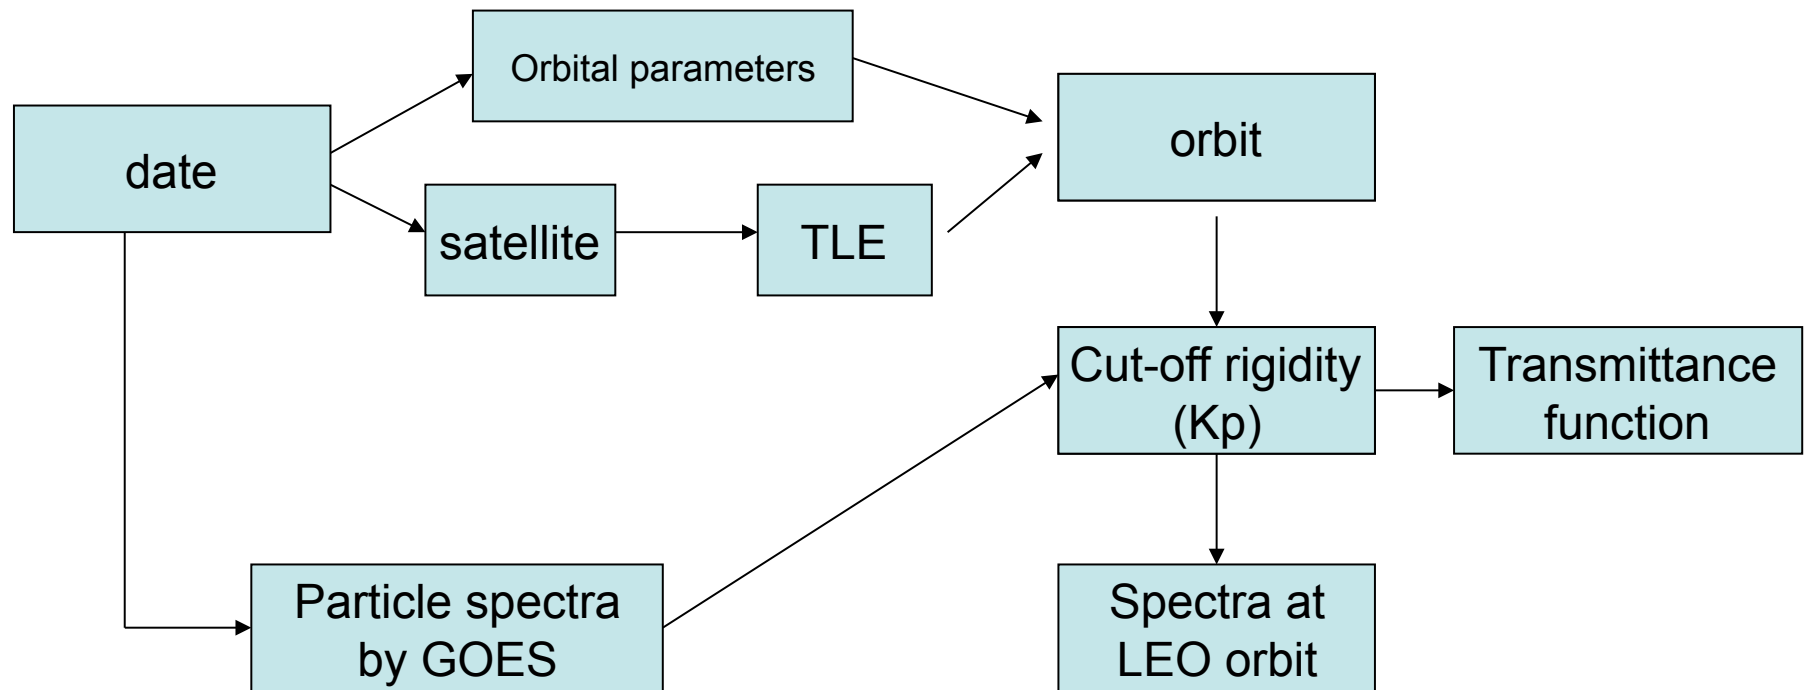 Orbital parameters
date
orbit
satellite
TLE
Cut-off rigidity
(Kp)
Transmittance
function
Particle spectra
by GOES
Spectra at
LEO orbit